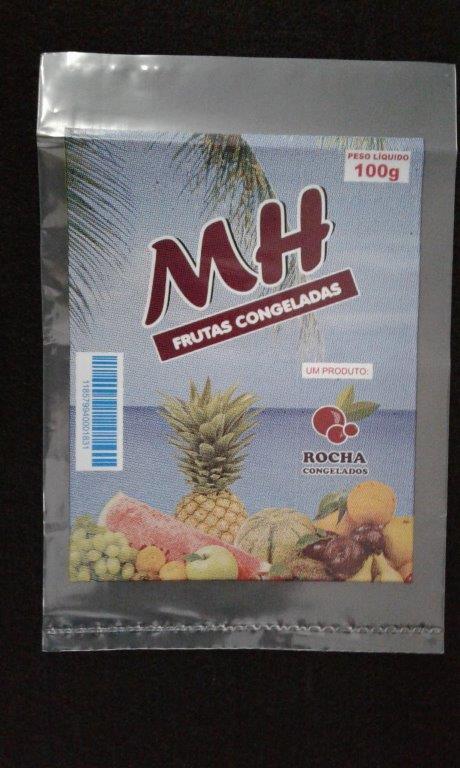 PESO LÍQUIDO
100g
MH
FRUTAS CONGELADAS
UM PRODUTO:
ROCHA
CONGELADOS